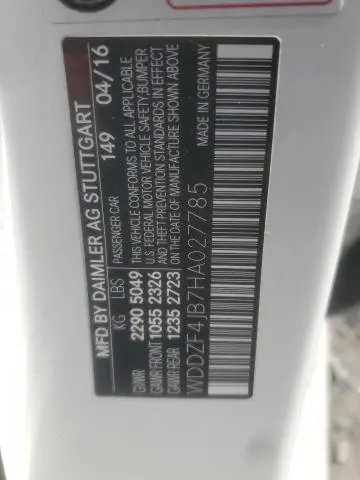 MFD BY DAIMLER AG STUTTGART
PASSENGER CAR 149 04/16
KG LBS
GVWR 2290 5049
GAWR FRONT 1055 2326
GAWR REAR 1235 2723
THIS VEHICLE CONFORMS TO ALL APPLICABLE
U.S. FEDERAL MOTOR VEHICLE SAFETY, BUMPER
AND THEFT PREVENTION STANDARDS IN EFFECT
ON THE DATE OF MANUFACTURE SHOWN ABOVE
MADE IN GERMANY
WDDZF4JB7HA027785